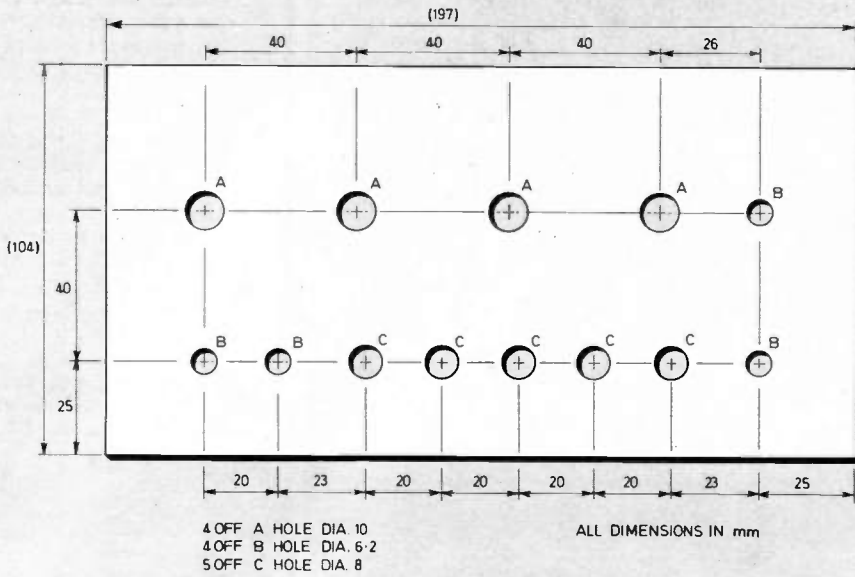 (197)
40 40 40 26
A A A A B
(104)
40
B B C C C C C B
25
20 23 20 20 20 20 23 25
4 OFF A HOLE DIA. 10
4 OFF B HOLE DIA. 6·2
5 OFF C HOLE DIA. 8
ALL DIMENSIONS IN mm